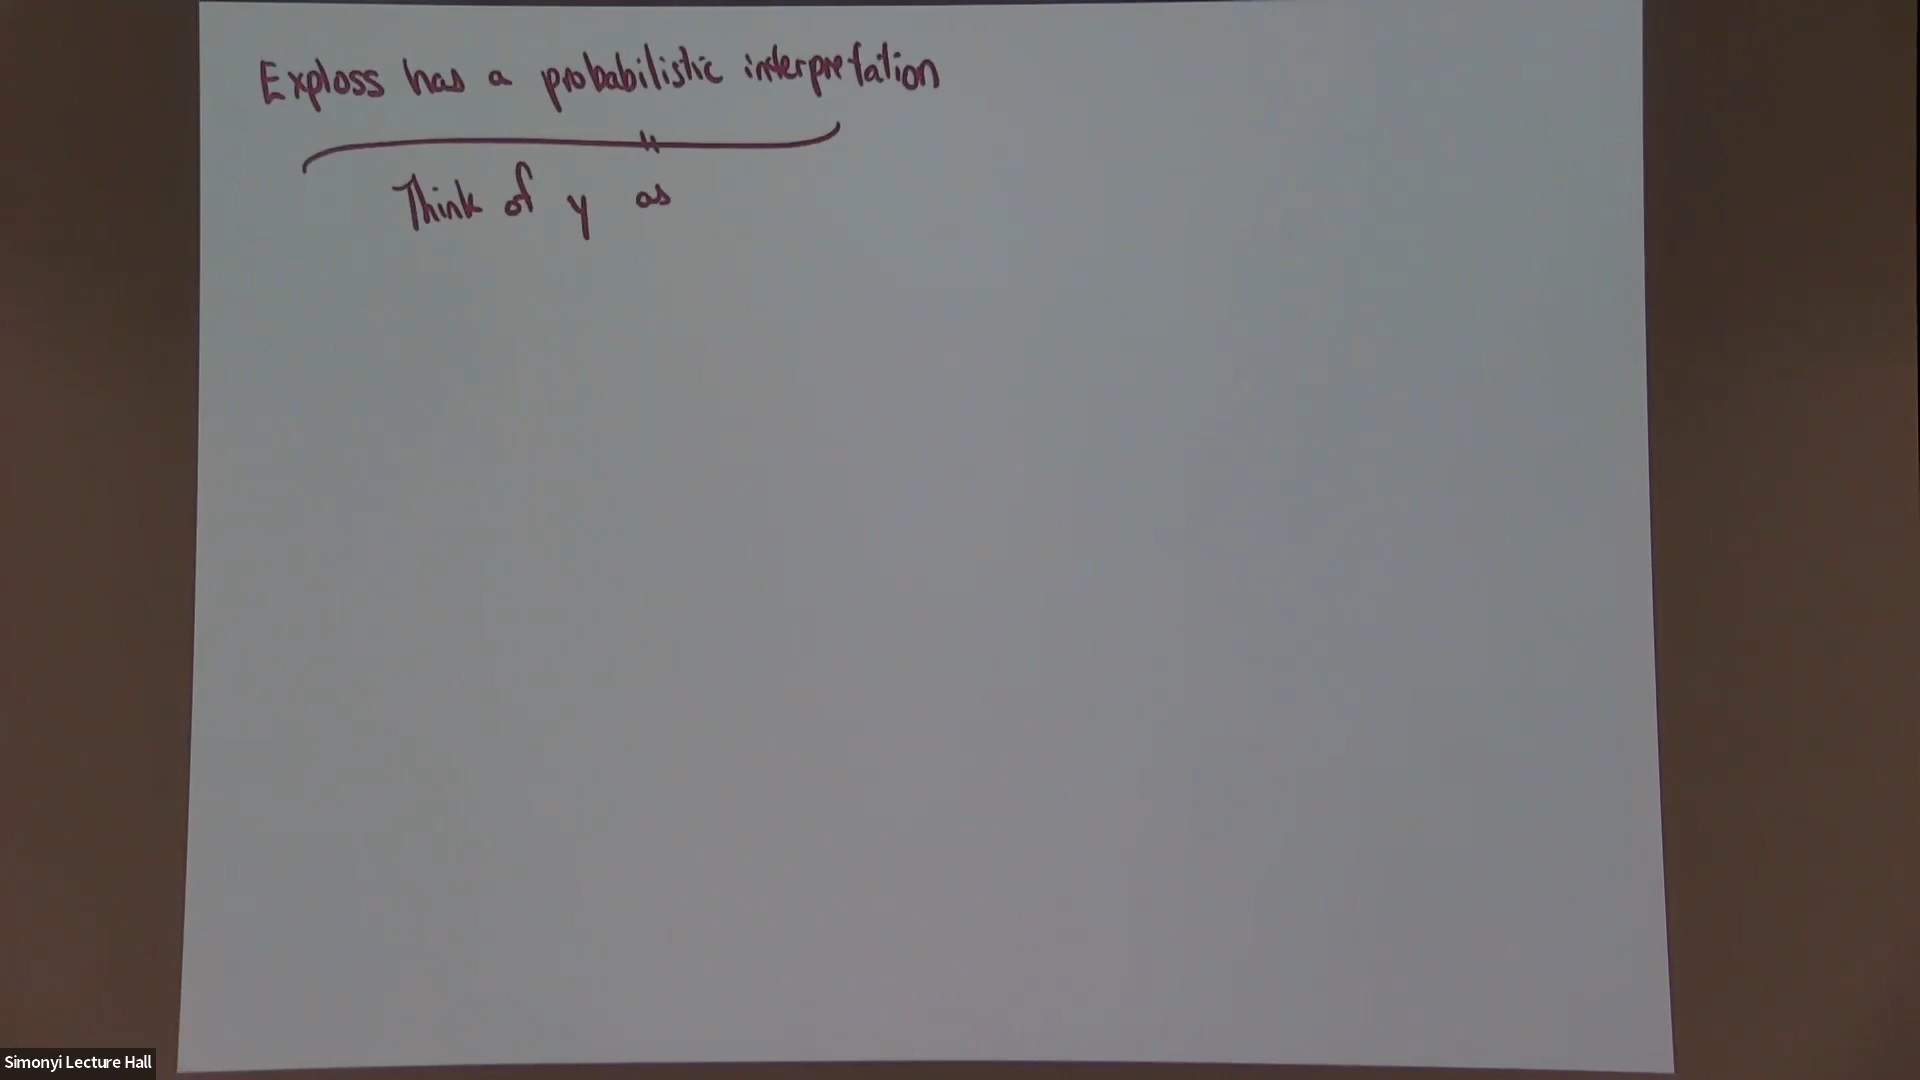 Exploss has a probabilistic interpretation
Think of y as
Simonyi Lecture Hall